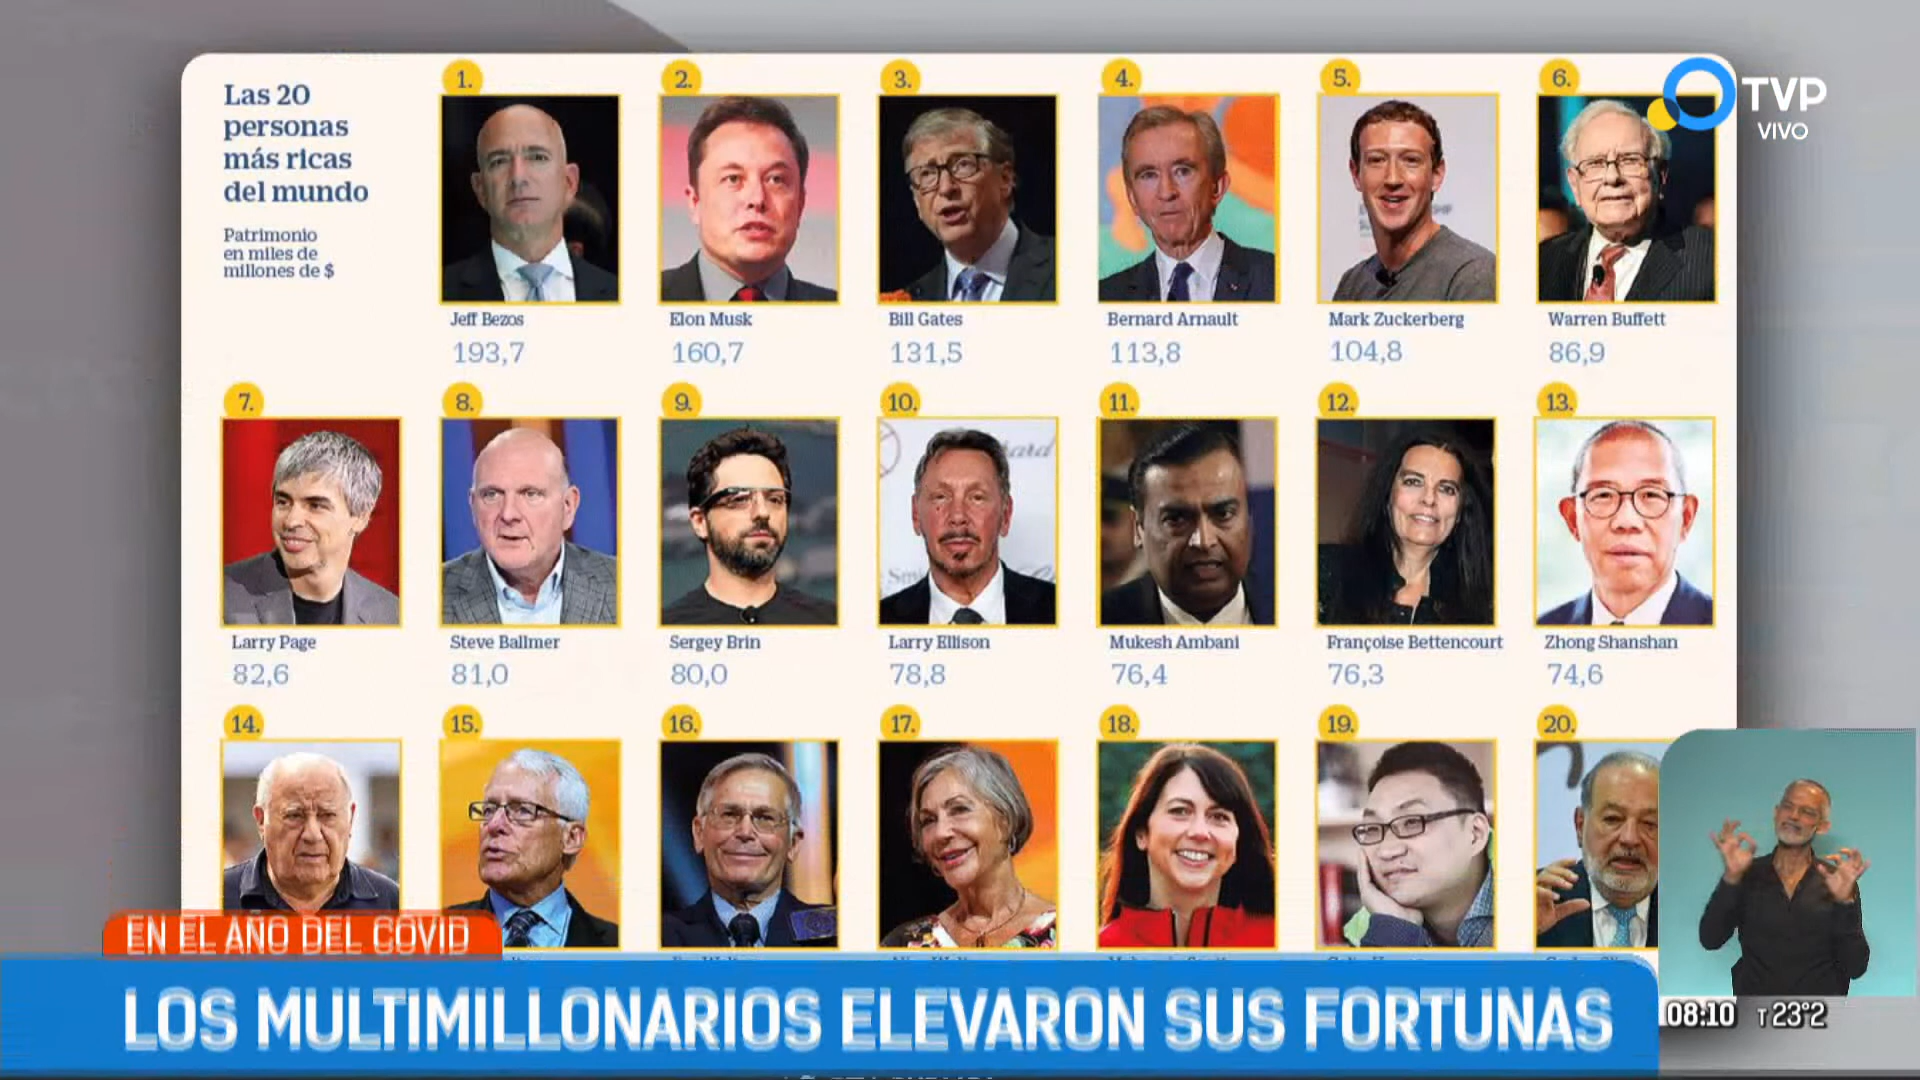 Las 20
personas
más ricas
del mundo
Patrimonio
en miles de
millones de $
1.
Jeff Bezos
193,7
2.
Elon Musk
160,7
3.
Bill Gates
131,5
4.
Bernard Arnault
113,8
5.
Mark Zuckerberg
104,8
6.
Warren Buffett
86,9
TVP
VIVO
7.
Larry Page
82,6
8.
Steve Ballmer
81,0
9.
Sergey Brin
80,0
10.
Larry Ellison
78,8
11.
Mukesh Ambani
76,4
12.
Françoise Bettencourt
76,3
13.
Zhong Shanshan
74,6
14.
15.
16.
17.
18.
19.
20.
EN EL AÑO DEL COVID
LOS MULTIMILLONARIOS ELEVARON SUS FORTUNAS
08:10 T 23°2